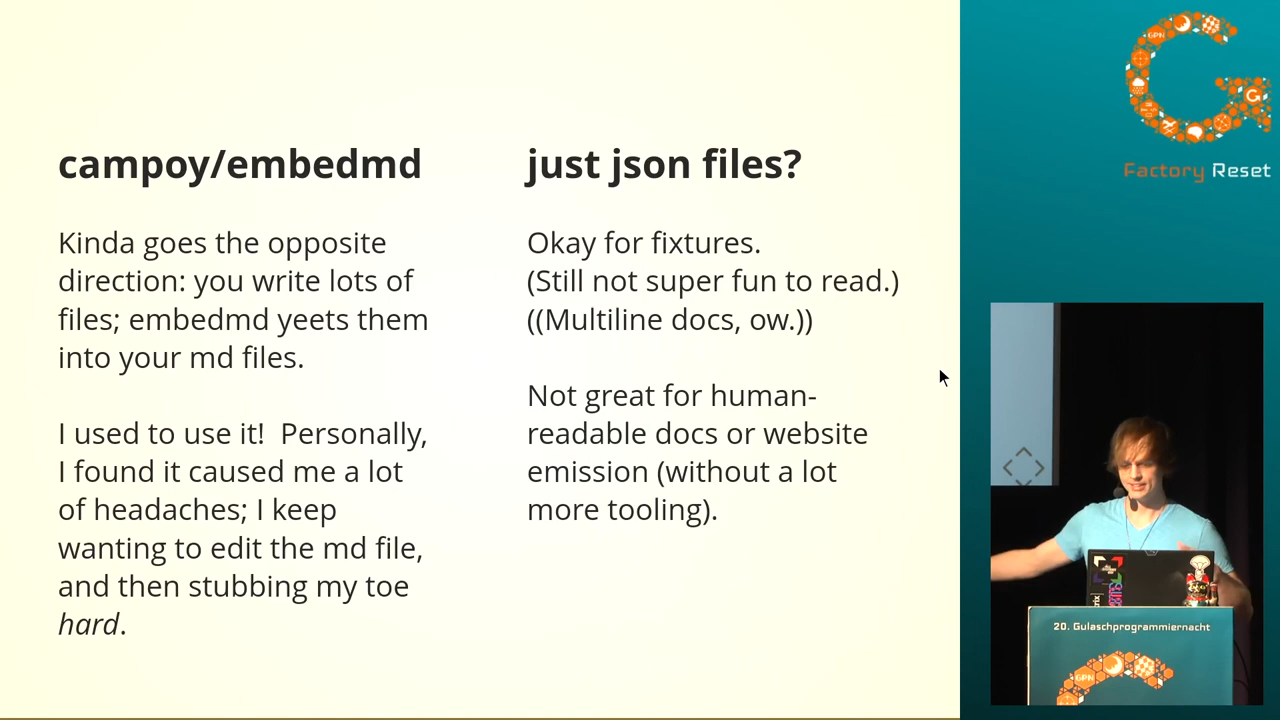 campoy/embedmd
Kinda goes the opposite
direction: you write lots of
files; embedmd yeets them
into your md files.
I used to use it!  Personally,
I found it caused me a lot
of headaches; I keep
wanting to edit the md file,
and then stubbing my toe
hard.
just json files?
Okay for fixtures.
(Still not super fun to read.)
((Multiline docs, ow.))
Not great for human-
readable docs or website
emission (without a lot
more tooling).
GPN
Factory Reset
20. Gulaschprogrammiernacht
GPN